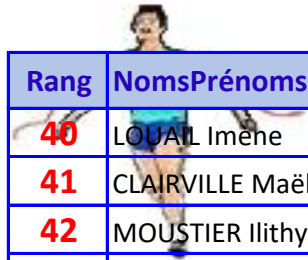 Rang NomsPrénoms
40 LOUAIL Imène
41 CLAIRVILLE Maël
42 MOUSTIER Ilithy